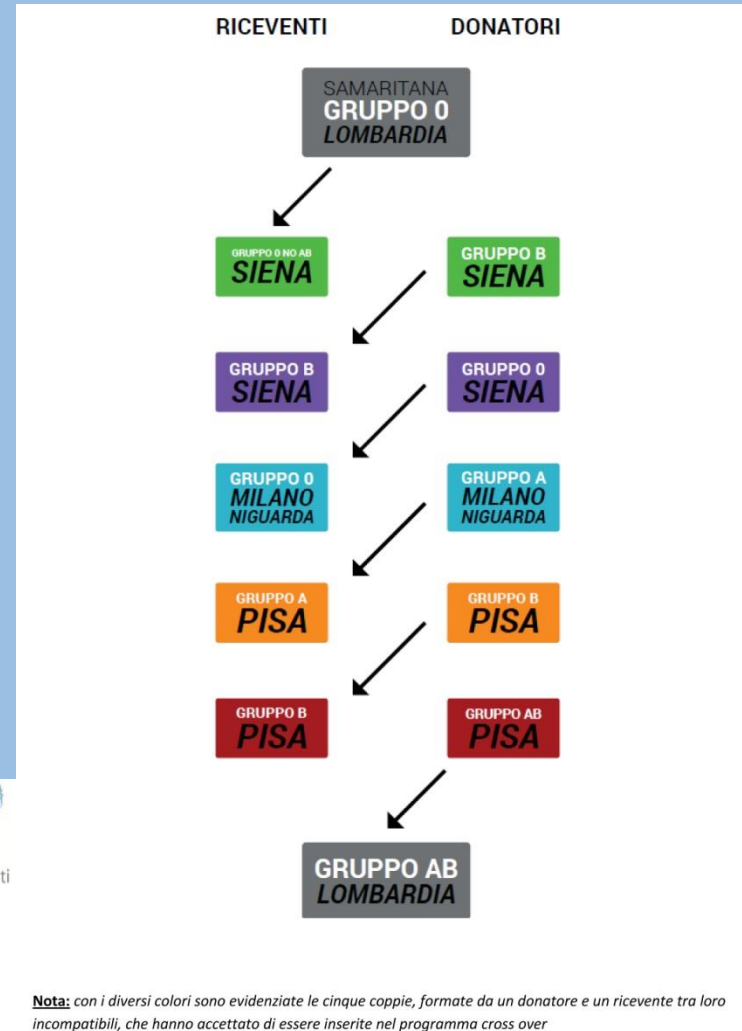 RICEVENTI DONATORI
SAMARITANA
GRUPPO 0
LOMBARDIA
GRUPPO 0 NO AB
SIENA
GRUPPO B
SIENA
GRUPPO B
SIENA
GRUPPO 0
SIENA
GRUPPO 0
MILANO
NIGUARDA
GRUPPO A
MILANO
NIGUARDA
GRUPPO A
PISA
GRUPPO B
PISA
GRUPPO B
PISA
GRUPPO AB
PISA
ti
GRUPPO AB
LOMBARDIA
Nota: con i diversi colori sono evidenziate le cinque coppie, formate da un donatore e un ricevente tra loro
incompatibili, che hanno accettato di essere inserite nel programma cross over